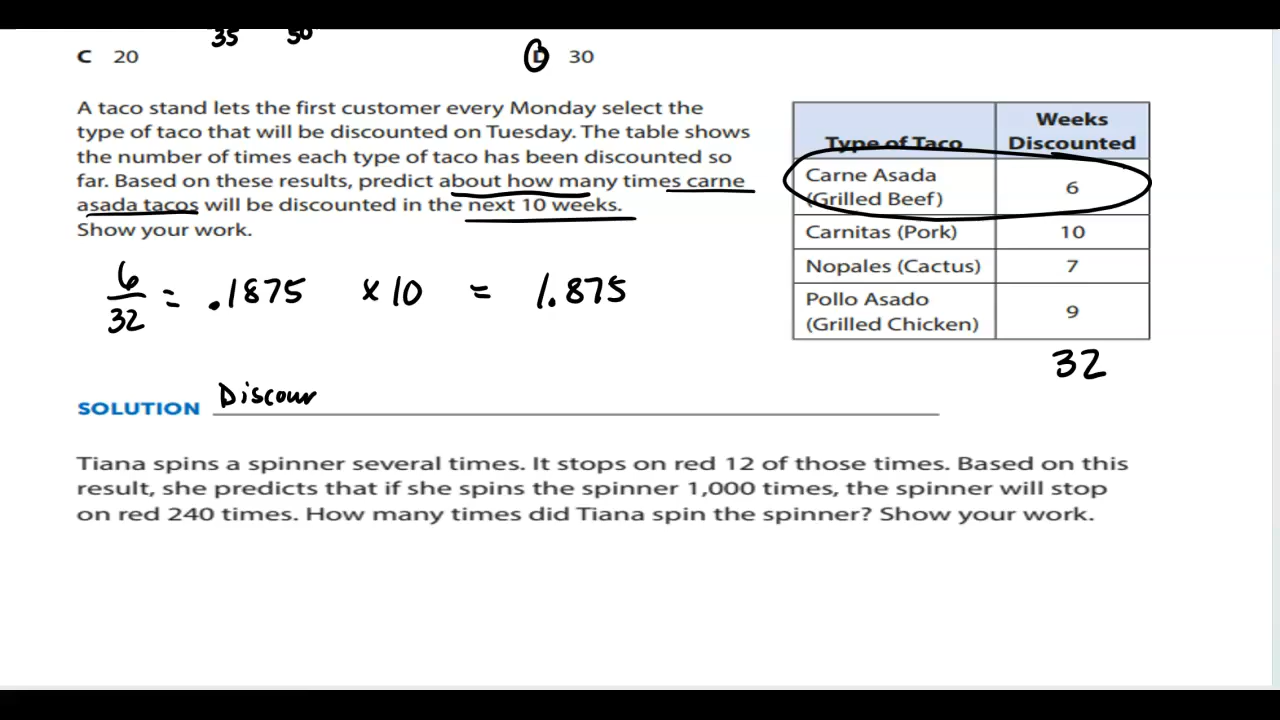 35 50
C 20 D 30
A taco stand lets the first customer every Monday select the
type of taco that will be discounted on Tuesday. The table shows
the number of times each type of taco has been discounted so
far. Based on these results, predict about how many times carne
asada tacos will be discounted in the next 10 weeks.
Show your work.
Type of Taco Weeks Discounted
Carne Asada (Grilled Beef) 6
Carnitas (Pork) 10
Nopales (Cactus) 7
Pollo Asado (Grilled Chicken) 9
32
6/32 = .1875 × 10 = 1.875
SOLUTION Discoun
Tiana spins a spinner several times. It stops on red 12 of those times. Based on this
result, she predicts that if she spins the spinner 1,000 times, the spinner will stop
on red 240 times. How many times did Tiana spin the spinner? Show your work.